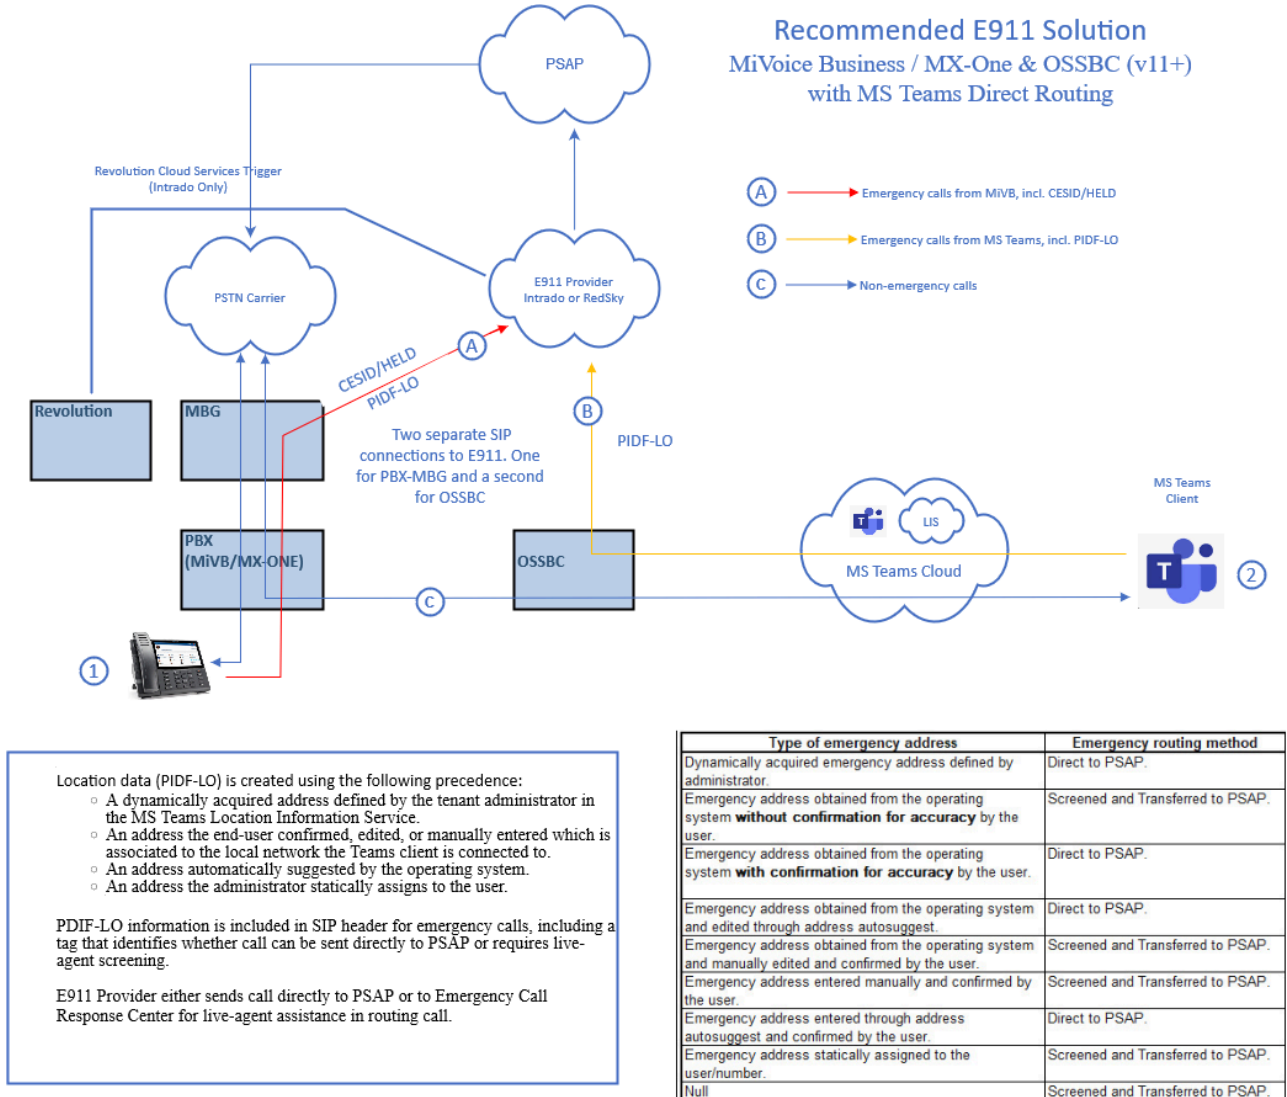 Recommended E911 Solution
MiVoice Business / MX-One & OSSBC (v11+)
with MS Teams Direct Routing
PSAP
Revolution Cloud Services Trigger
(Intrado Only)
A
Emergency calls from MiVB, incl. CESID/HELD
B
Emergency calls from MS Teams, incl. PIDF-LO
C
Non-emergency calls
PSTN Carrier
E911 Provider
Intrado or RedSky
A
CESID/HELD
PIDF-LO
B
PIDF-LO
Revolution
MBG
Two separate SIP
connections to E911. One
for PBX-MBG and a second
for OSSBC
PBX
(MiVB/MX-ONE)
OSSBC
C
T
LIS
MS Teams Cloud
MS Teams
Client
T
2
1
Location data (PIDF-LO) is created using the following precedence:
○ A dynamically acquired address defined by the tenant administrator in
the MS Teams Location Information Service.
○ An address the end-user confirmed, edited, or manually entered which is
associated to the local network the Teams client is connected to.
○ An address automatically suggested by the operating system.
○ An address the administrator statically assigns to the user.
PDIF-LO information is included in SIP header for emergency calls, including a
tag that identifies whether call can be sent directly to PSAP or requires live-
agent screening.
E911 Provider either sends call directly to PSAP or to Emergency Call
Response Center for live-agent assistance in routing call.
Type of emergency address Emergency routing method
Dynamically acquired emergency address defined by Direct to PSAP.
administrator.
Emergency address obtained from the operating Screened and Transferred to PSAP.
system without confirmation for accuracy by the
user.
Emergency address obtained from the operating Direct to PSAP.
system with confirmation for accuracy by the user.
Emergency address obtained from the operating system Direct to PSAP.
and edited through address autosuggest.
Emergency address obtained from the operating system Screened and Transferred to PSAP.
and manually edited and confirmed by the user.
Emergency address entered manually and confirmed by Screened and Transferred to PSAP.
the user.
Emergency address entered through address Direct to PSAP.
autosuggest and confirmed by the user.
Emergency address statically assigned to the Screened and Transferred to PSAP.
user/number.
Null Screened and Transferred to PSAP.